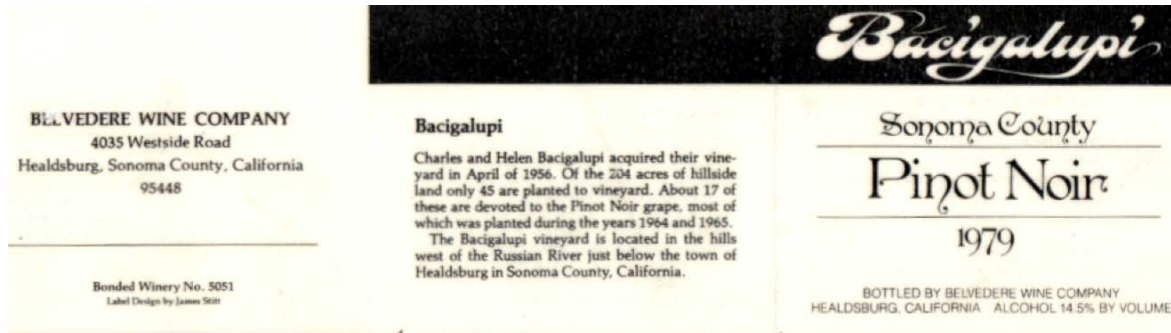 BELVEDERE WINE COMPANY
4035 Westside Road
Healdsburg, Sonoma County, California
95448
Bonded Winery No. 5051
Label Design by James Stitt
Bacigalupi
Charles and Helen Bacigalupi acquired their vine-
yard in April of 1956. Of the 204 acres of hillside
land only 45 are planted to vineyard. About 17 of
these are devoted to the Pinot Noir grape, most of
which was planted during the years 1964 and 1965.
The Bacigalupi vineyard is located in the hills
west of the Russian River just below the town of
Healdsburg in Sonoma County, California.
Bacigalupi
Sonoma County
Pinot Noir
1979
BOTTLED BY BELVEDERE WINE COMPANY
HEALDSBURG, CALIFORNIA ALCOHOL 14.5% BY VOLUME